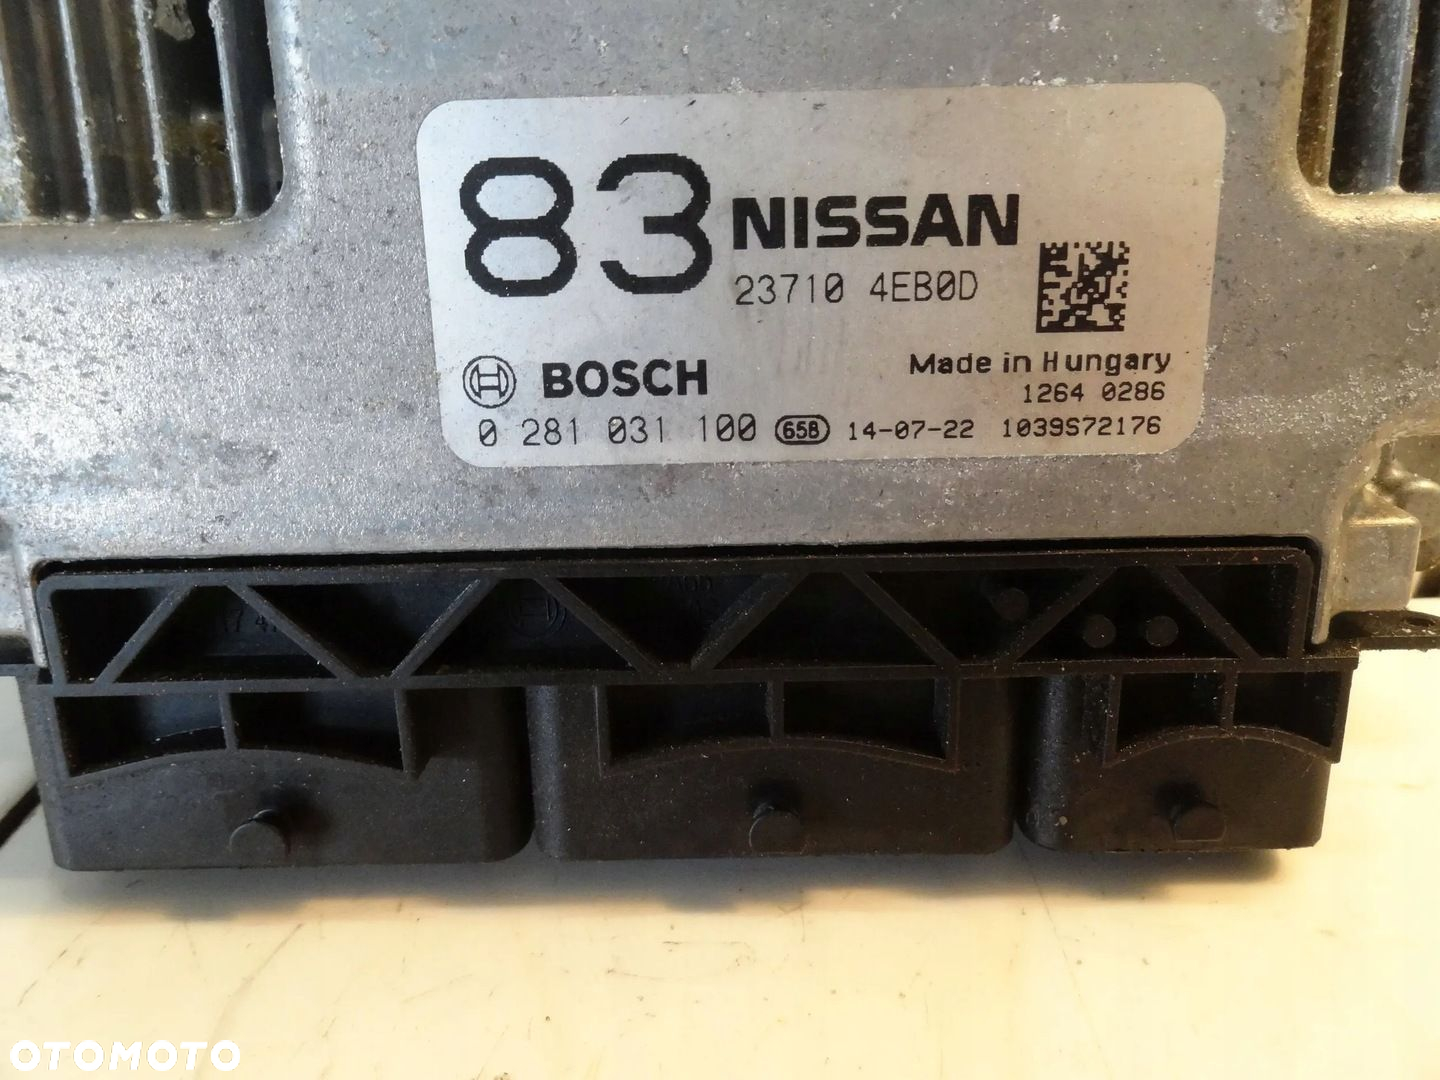 83 NISSAN
23710 4EB0D
BOSCH
Made in Hungary
1264 0286
0 281 031 100 65B 14-07-22 1039S72176
OTOMOTO